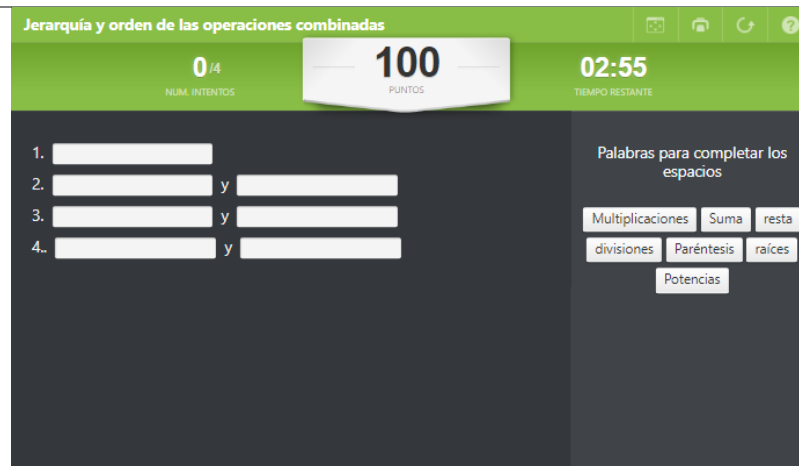 Jerarquía y orden de las operaciones combinadas
0/4
NUM. INTENTOS
100
PUNTOS
02:55
TIEMPO RESTANTE
1.
2. y
3. y
4.. y
Palabras para completar los
espacios
Multiplicaciones Suma resta
divisiones Paréntesis raíces
Potencias